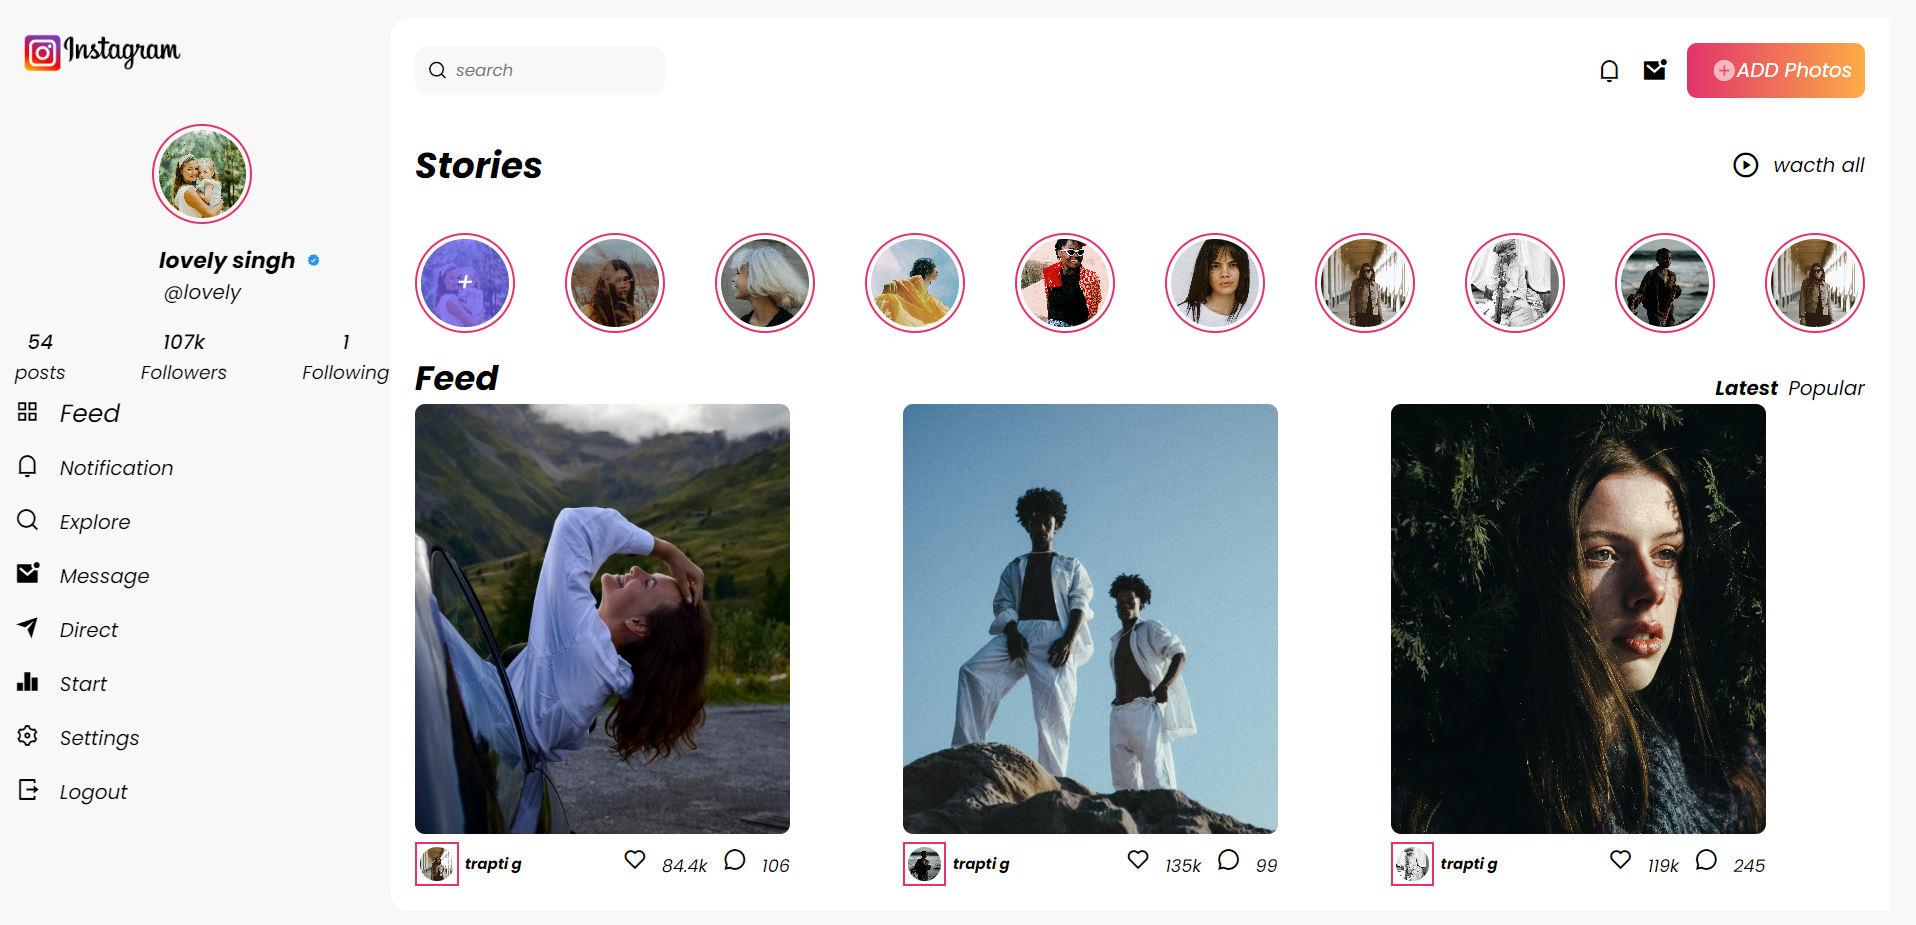 Instagram
lovely singh
@lovely
54 107k 1
posts Followers Following
Feed
Notification
Explore
Message
Direct
Start
Settings
Logout
search
ADD Photos
Stories
wacth all
Feed
Latest Popular
trapti g 84.4k 106
trapti g 135k 99
trapti g 119k 245